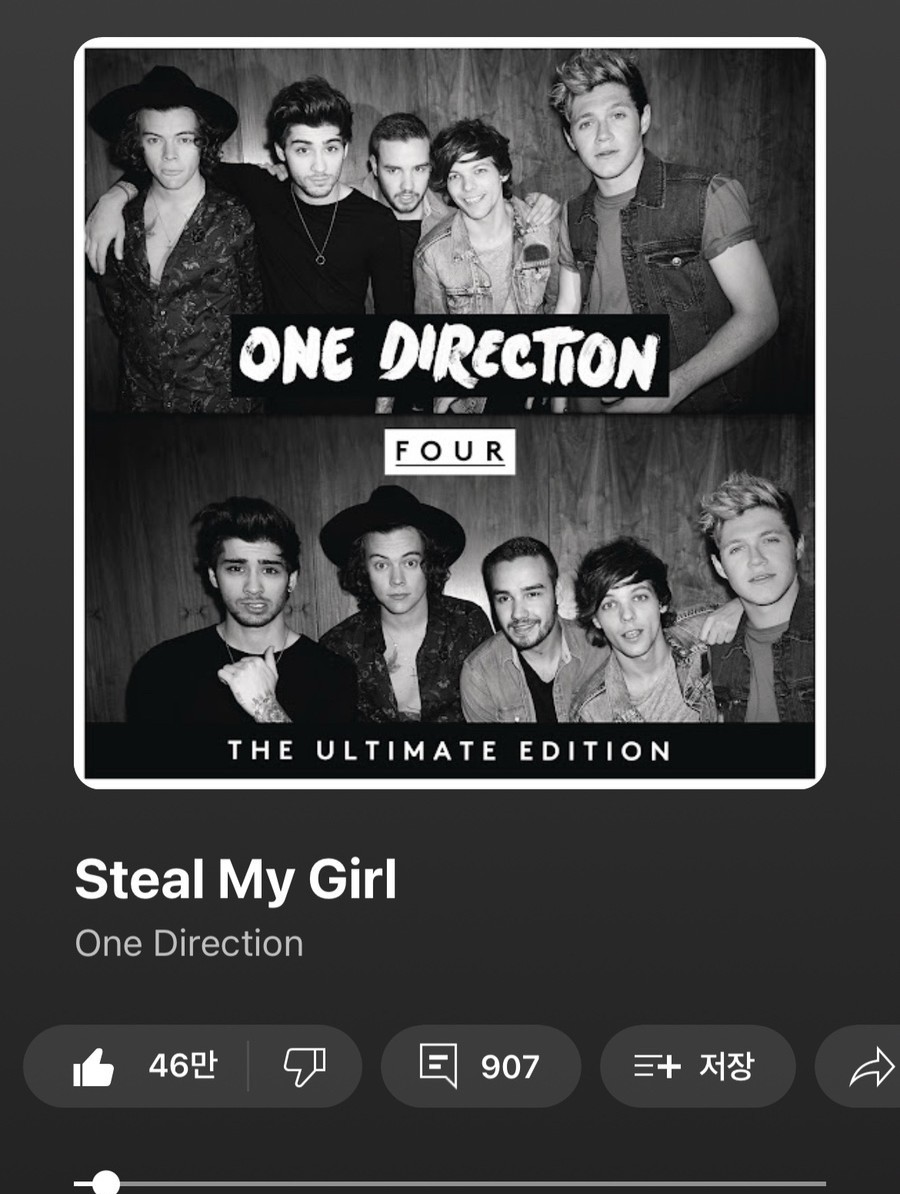 ONE DIRECTION
FOUR
THE ULTIMATE EDITION
Steal My Girl
One Direction
46만
907
저장